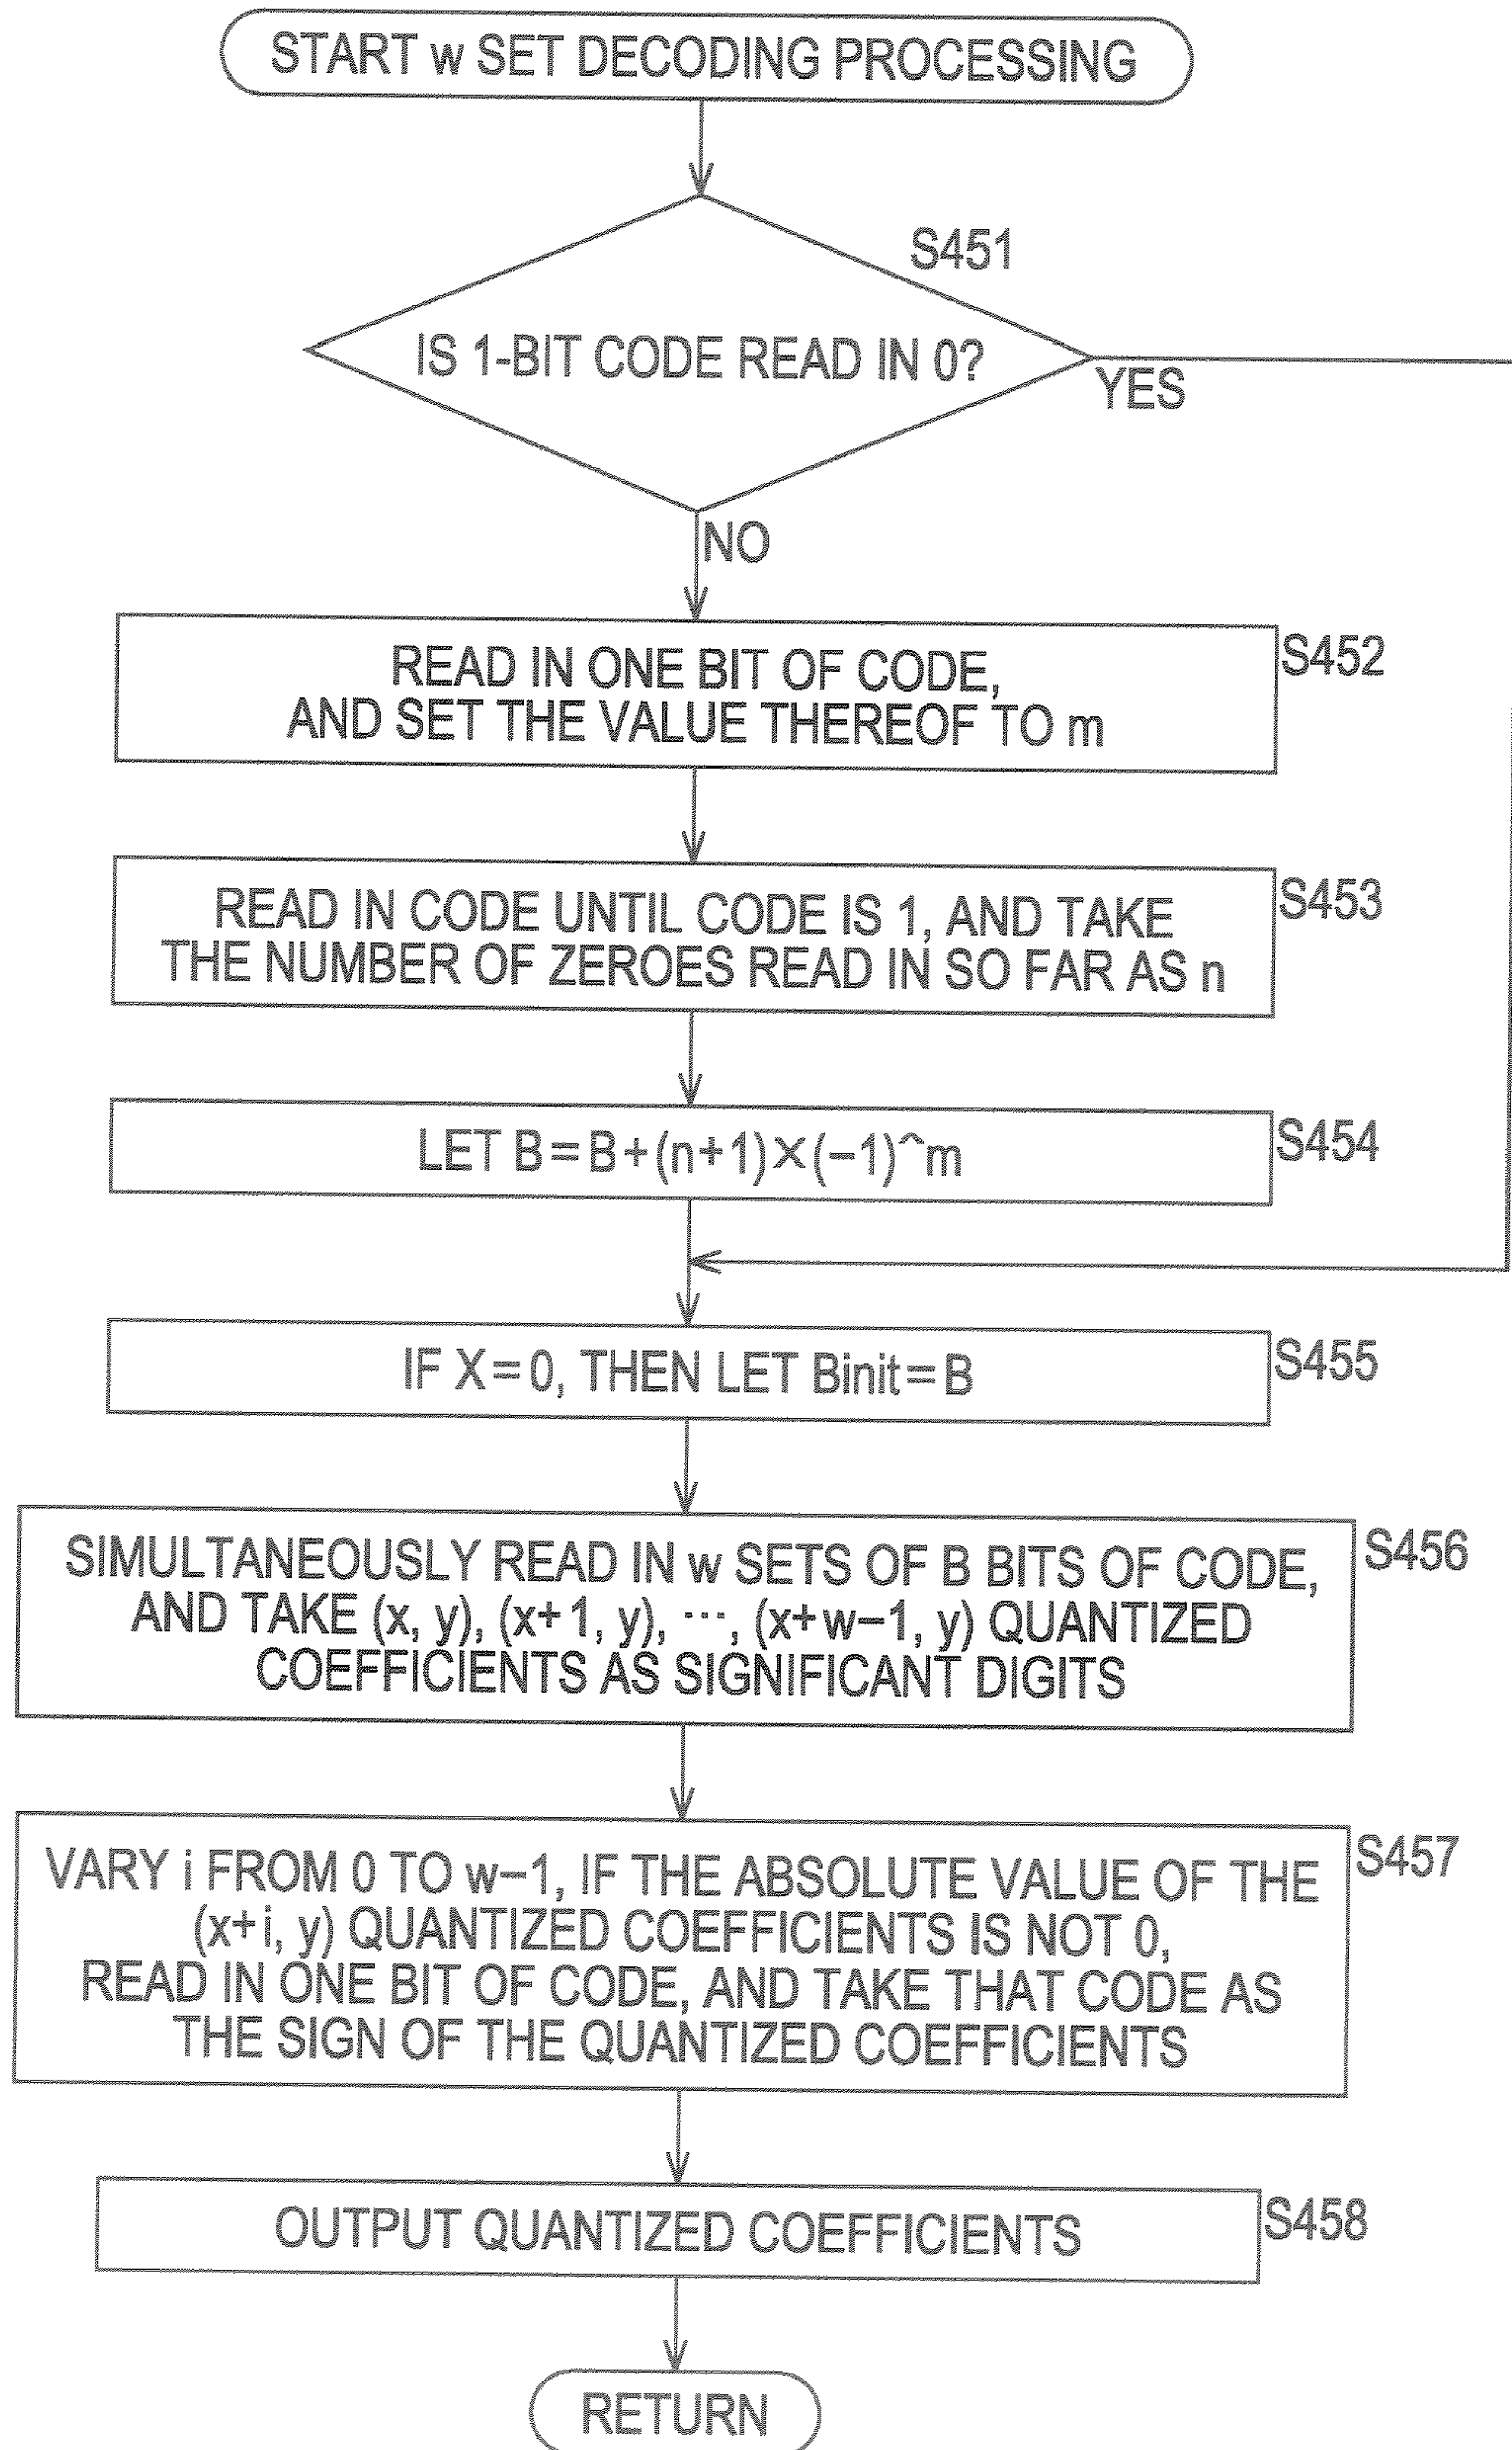 START w SET DECODING PROCESSING
S451
IS 1-BIT CODE READ IN 0?
YES
NO
S452
READ IN ONE BIT OF CODE,
AND SET THE VALUE THEREOF TO m
S453
READ IN CODE UNTIL CODE IS 1, AND TAKE
THE NUMBER OF ZEROES READ IN SO FAR AS n
S454
LET B=B+(n+1)×(−1)^m
S455
IF X=0, THEN LET Binit=B
S456
SIMULTANEOUSLY READ IN w SETS OF B BITS OF CODE,
AND TAKE (x, y), (x+1, y), ···, (x+w−1, y) QUANTIZED
COEFFICIENTS AS SIGNIFICANT DIGITS
S457
VARY i FROM 0 TO w−1, IF THE ABSOLUTE VALUE OF THE
(x+i, y) QUANTIZED COEFFICIENTS IS NOT 0,
READ IN ONE BIT OF CODE, AND TAKE THAT CODE AS
THE SIGN OF THE QUANTIZED COEFFICIENTS
S458
OUTPUT QUANTIZED COEFFICIENTS
RETURN